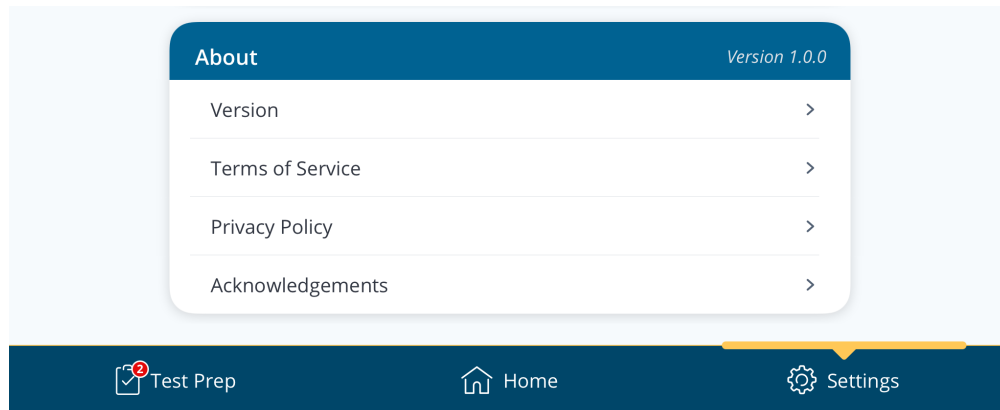 About
Version 1.0.0
Version
Terms of Service
Privacy Policy
Acknowledgements
2
Test Prep
Home
Settings